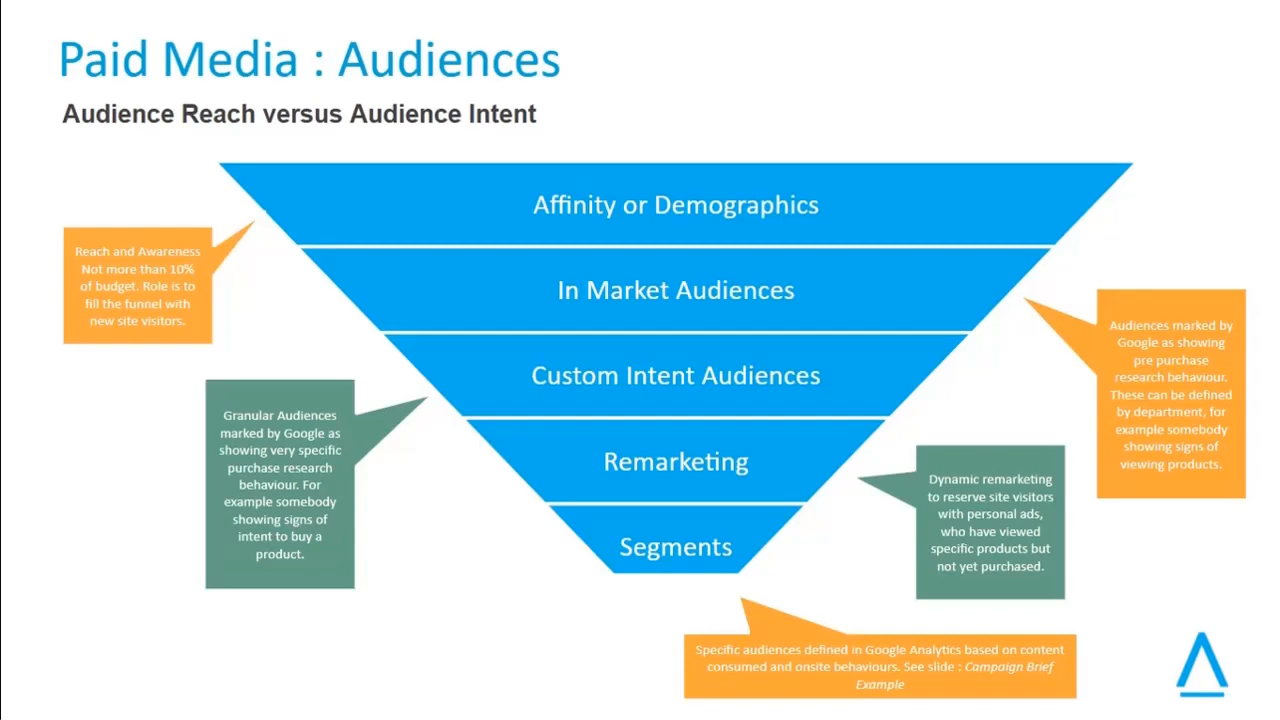 Paid Media : Audiences
Audience Reach versus Audience Intent
Affinity or Demographics
Reach and Awareness
Not more than 10%
of budget. Role is to
fill the funnel with
new site visitors.
In Market Audiences
Audiences marked by
Google as showing
pre purchase
research behaviour.
These can be defined
by department, for
example somebody
showing signs of
viewing products.
Custom Intent Audiences
Granular Audiences
marked by Google as
showing very specific
purchase research
behaviour. For
example somebody
showing signs of
intent to buy a
product.
Remarketing
Dynamic remarketing
to reserve site visitors
with personal ads,
who have viewed
specific products but
not yet purchased.
Segments
Specific audiences defined in Google Analytics based on content
consumed and onsite behaviours. See slide : Campaign Brief
Example